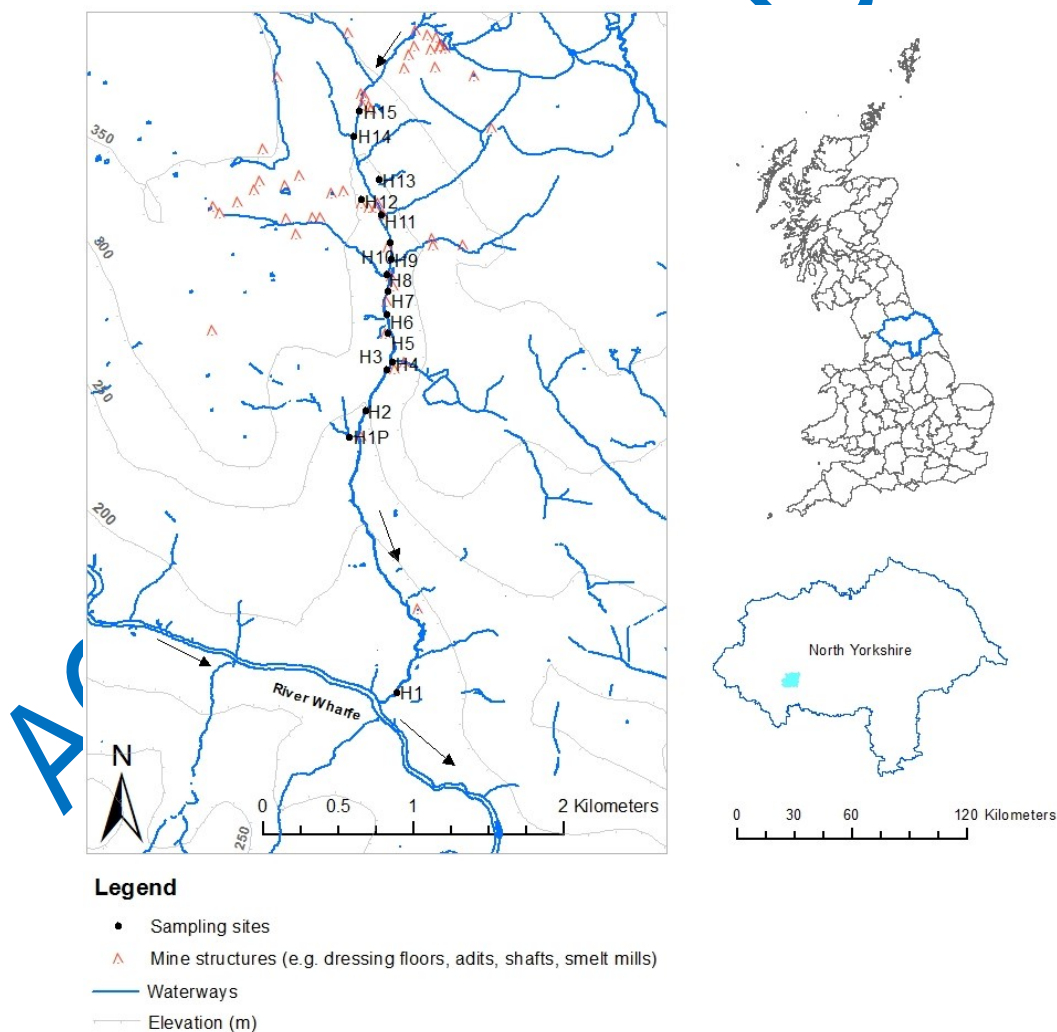 350
H15
H14
H13
H12
H11
300
H10
H9
H8
H7
H6
H5
H3
H4
250
H2
H1P
200
North Yorkshire
River Wharfe
H1
N
0 0.5 1 2 Kilometers
250
0 30 60 120 Kilometers
Legend
Sampling sites
Mine structures (e.g. dressing floors, adits, shafts, smelt mills)
Waterways
Elevation (m)